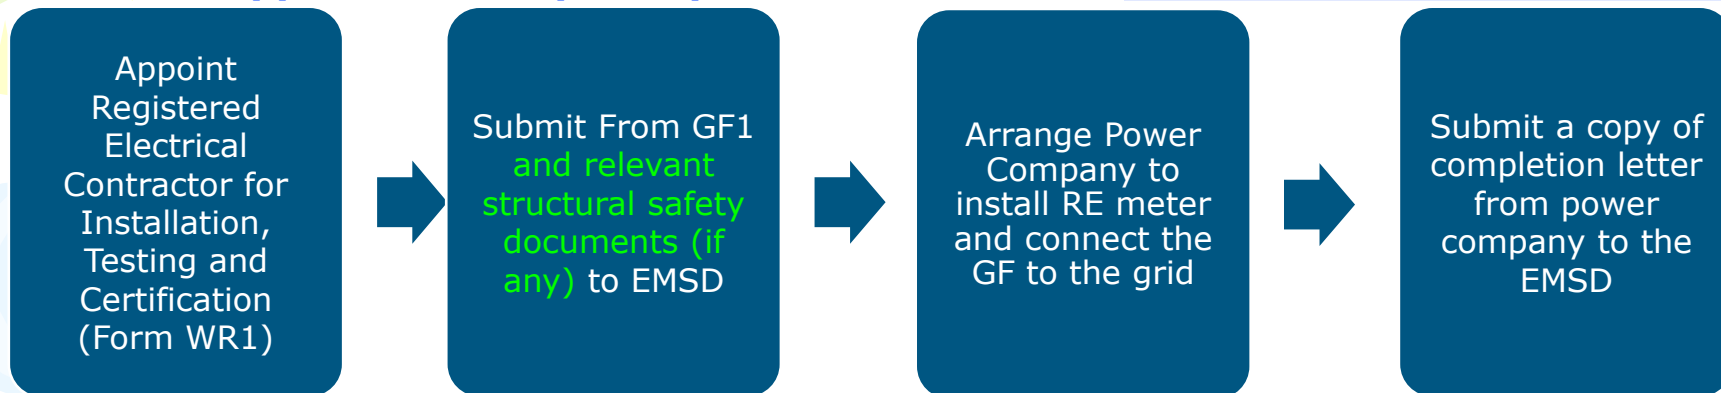 Appoint
Registered
Electrical
Contractor for
Installation,
Testing and
Certification
(Form WR1)
Submit From GF1
and relevant
structural safety
documents (if
any) to EMSD
Arrange Power
Company to
install RE meter
and connect the
GF to the grid
Submit a copy of
completion letter
from power
company to the
EMSD